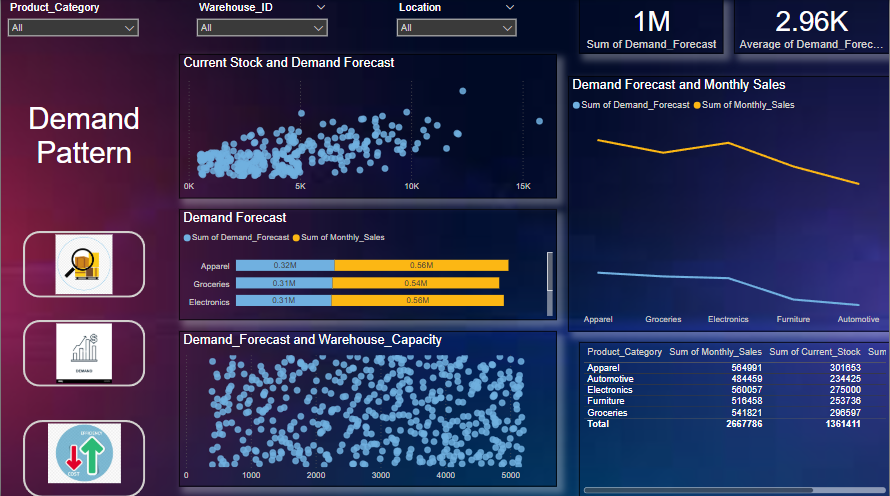 Product_Category
All
Warehouse_ID
All
Location
All
1M
Sum of Demand_Forecast
2.96K
Average of Demand_Forec...
Demand
Pattern
Current Stock and Demand Forecast
0K 5K 10K 15K
Demand Forecast
Sum of Demand_Forecast Sum of Monthly_Sales
Apparel 0.32M 0.56M
Groceries 0.31M 0.54M
Electronics 0.31M 0.56M
Demand_Forecast and Warehouse_Capacity
0 1000 2000 3000 4000 5000
Demand Forecast and Monthly Sales
Sum of Demand_Forecast Sum of Monthly_Sales
Apparel Groceries Electronics Furniture Automotive
Product_Category Sum of Monthly_Sales Sum of Current_Stock Sum
Apparel 564991 301653
Automotive 484459 234425
Electronics 560057 275000
Furniture 516458 253736
Groceries 541821 296597
Total 2667786 1361411
DEMAND
EFFICIENCY
COST